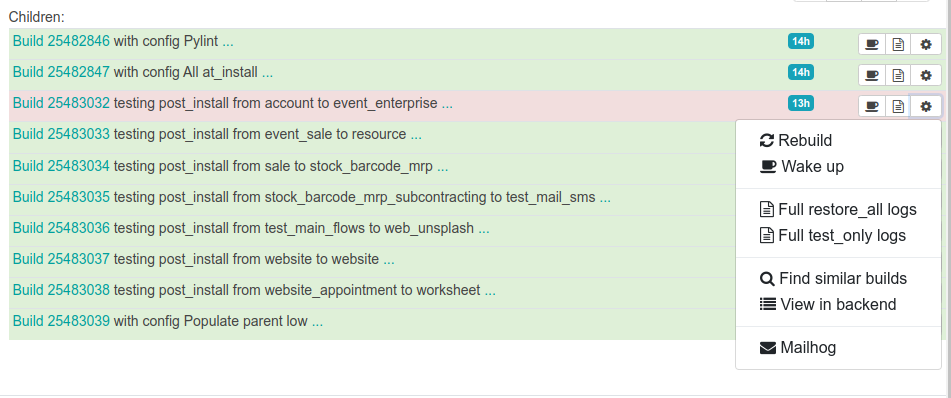 Children:
Build 25482846 with config Pylint ... 14h
Build 25482847 with config All at_install ... 14h
Build 25483032 testing post_install from account to event_enterprise ... 13h
Build 25483033 testing post_install from event_sale to resource ...
Build 25483034 testing post_install from sale to stock_barcode_mrp ...
Build 25483035 testing post_install from stock_barcode_mrp_subcontracting to test_mail_sms ...
Build 25483036 testing post_install from test_main_flows to web_unsplash ...
Build 25483037 testing post_install from website to website ...
Build 25483038 testing post_install from website_appointment to worksheet ...
Build 25483039 with config Populate parent low ...
Rebuild
Wake up
Full restore_all logs
Full test_only logs
Find similar builds
View in backend
Mailhog